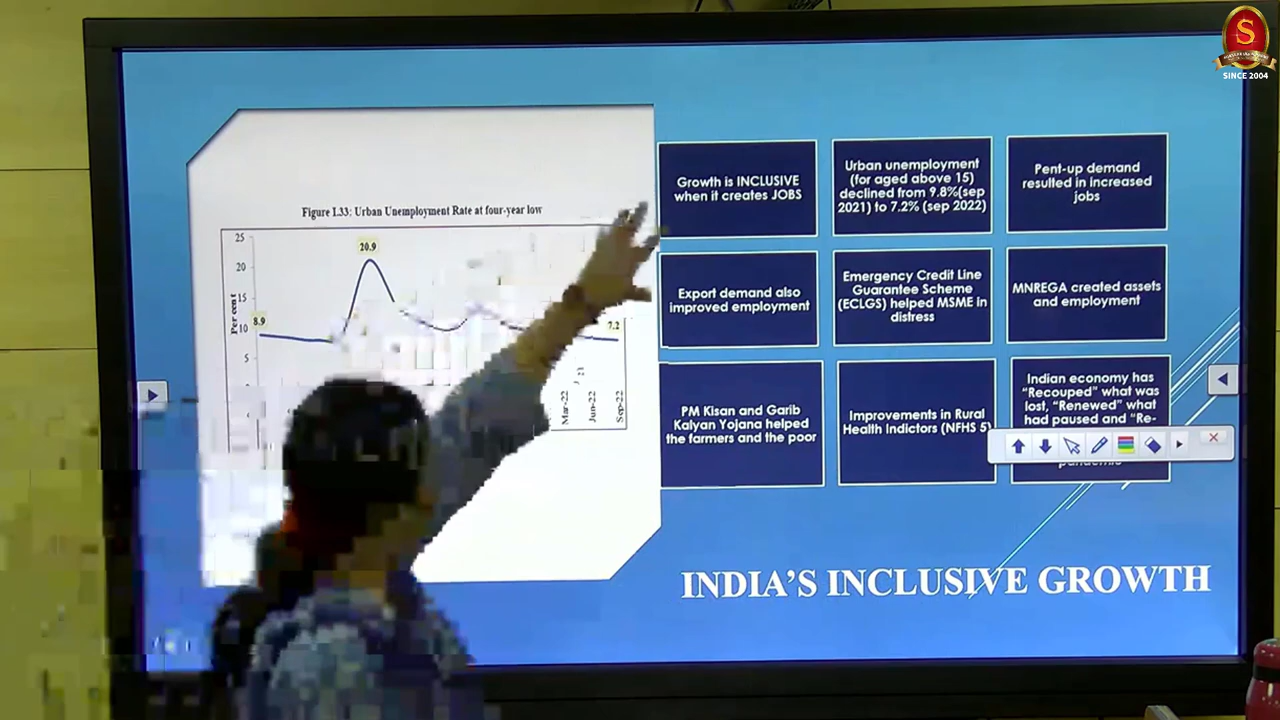 S
SINCE 2004
Figure I.33: Urban Unemployment Rate at four-year low
Per cent
25
20
15
10
5
8.9
20.9
7.2
Mar-22
Jun-22
Sep-22
Growth is INCLUSIVE
when it creates JOBS
Urban unemployment
(for aged above 15)
declined from 9.8%(sep
2021) to 7.2% (sep 2022)
Pent-up demand
resulted in increased
jobs
Export demand also
improved employment
Emergency Credit Line
Guarantee Scheme
(ECLGS) helped MSME in
distress
MNREGA created assets
and employment
PM Kisan and Garib
Kalyan Yojana helped
the farmers and the poor
Improvements in Rural
Health Indictors (NFHS 5)
Indian economy has
"Recouped" what was
lost, "Renewed" what
had paused and "Re-
pandemic"
INDIA'S INCLUSIVE GROWTH